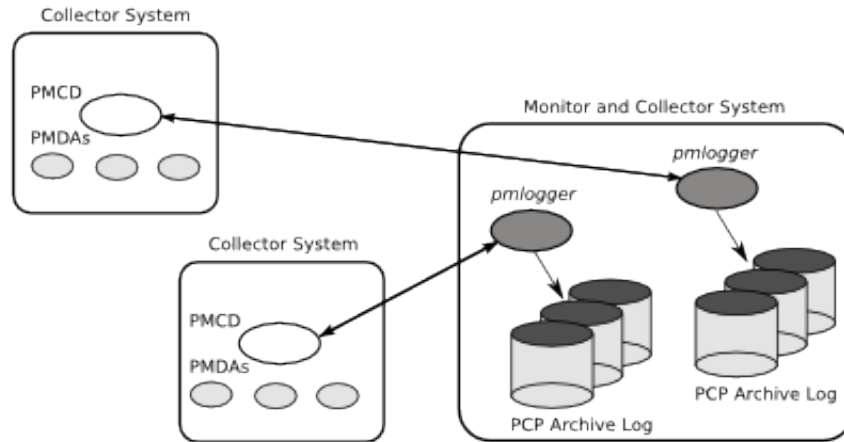 Collector System
PMCD
PMDAs
Monitor and Collector System
pmlogger
pmlogger
Collector System
PMCD
PMDAs
PCP Archive Log
PCP Archive Log